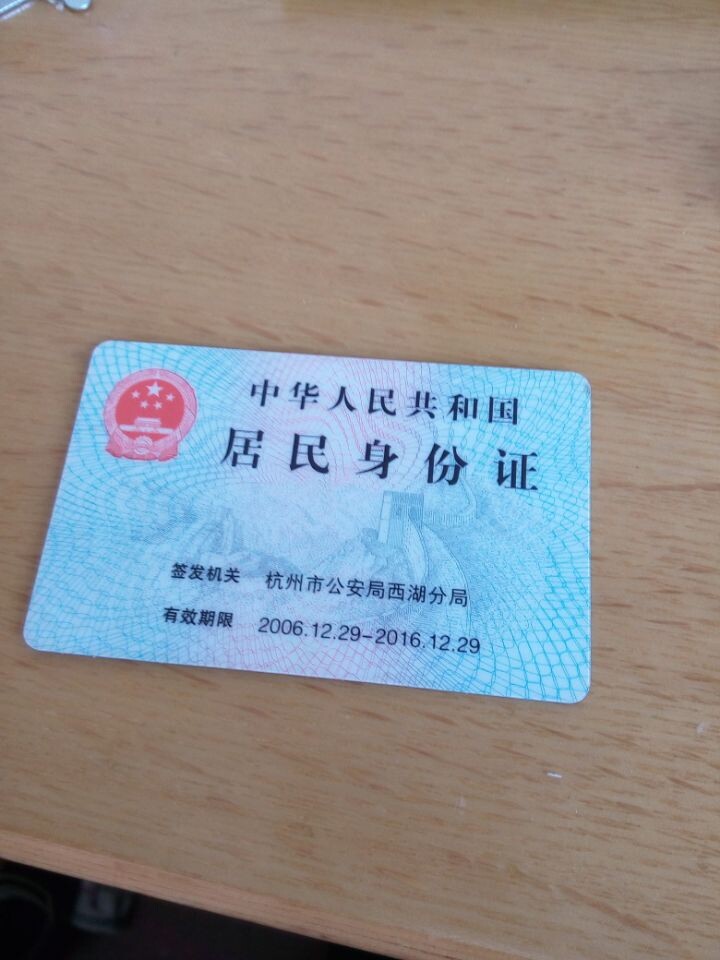 中华人民共和国
居民身份证
签发机关 杭州市公安局西湖分局
有效期限 2006.12.29-2016.12.29